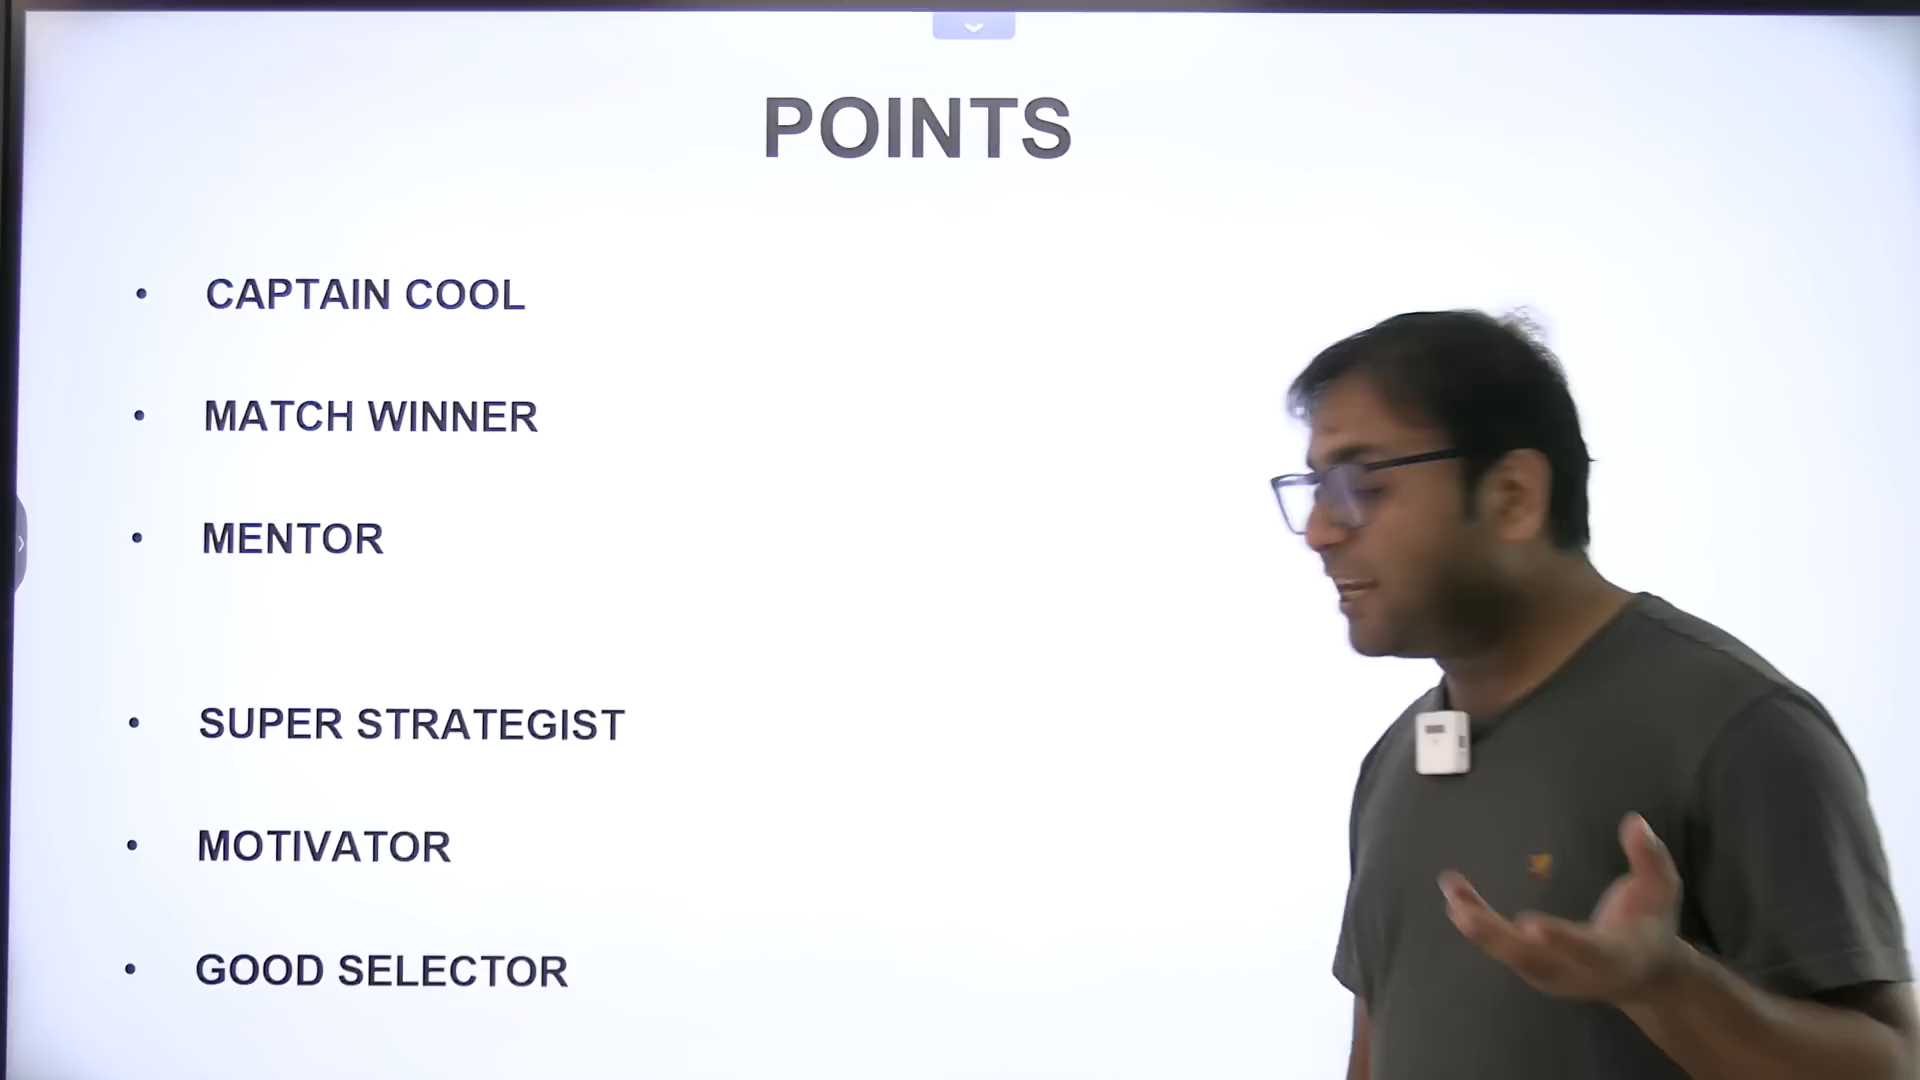 POINTS
• CAPTAIN COOL
• MATCH WINNER
• MENTOR
• SUPER STRATEGIST
• MOTIVATOR
• GOOD SELECTOR